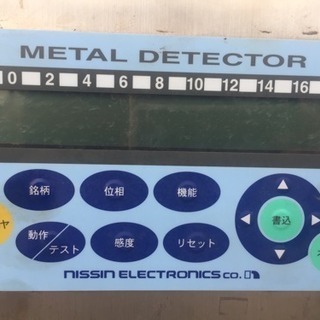 METAL DETECTOR
0 2 4 6 8 10 12 14 16
銘柄 位相 機能
ヤ 動作/テスト 感度 リセット 書込
NISSIN ELECTRONICS CO.